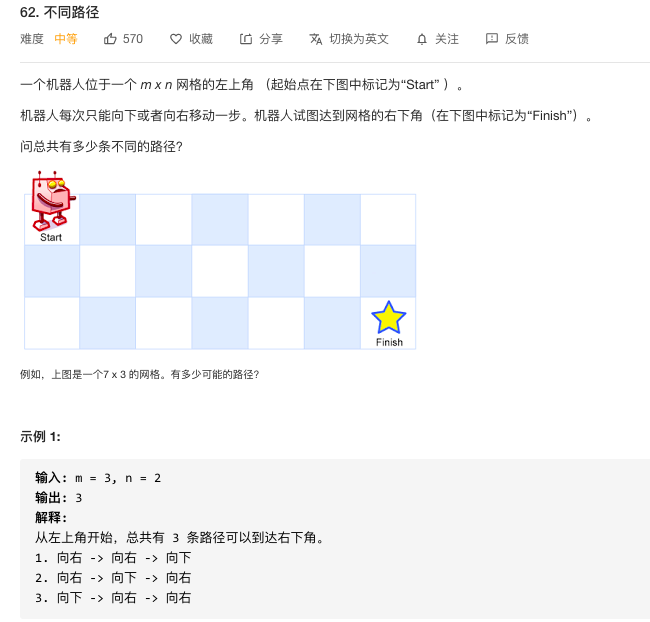 62. 不同路径
难度 中等 570 收藏 分享 切换为英文 关注 反馈
一个机器人位于一个 m x n 网格的左上角 （起始点在下图中标记为“Start” ）。
机器人每次只能向下或者向右移动一步。机器人试图达到网格的右下角（在下图中标记为“Finish”）。
问总共有多少条不同的路径？
Start
Finish
例如，上图是一个7 x 3 的网格。有多少可能的路径？
示例 1:
输入: m = 3, n = 2
输出: 3
解释:
从左上角开始，总共有 3 条路径可以到达右下角。
1. 向右 -> 向右 -> 向下
2. 向右 -> 向下 -> 向右
3. 向下 -> 向右 -> 向右